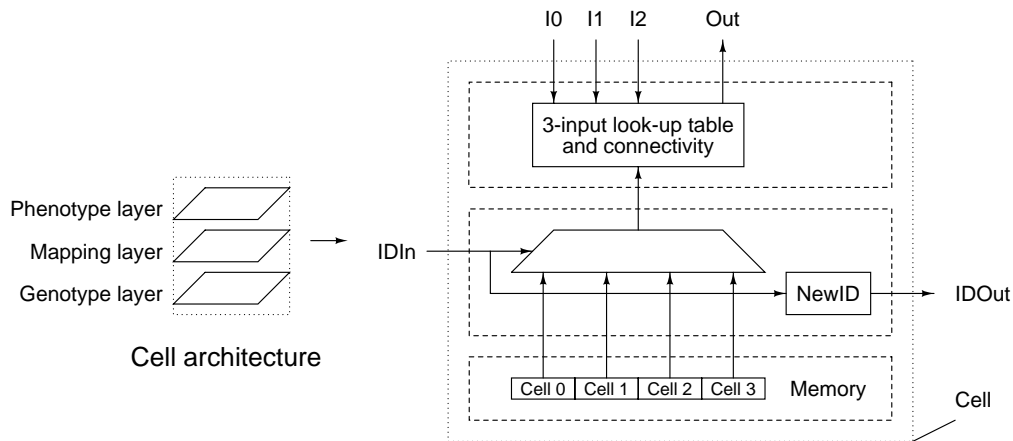 I0 I1 I2 Out
3-input look-up table
and connectivity
Phenotype layer
Mapping layer
Genotype layer
Cell architecture
IDIn
NewID
IDOut
Cell 0 Cell 1 Cell 2 Cell 3
Memory
Cell